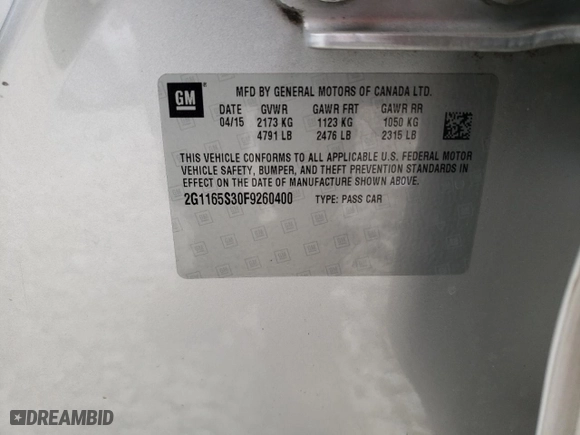 GM
MFD BY GENERAL MOTORS OF CANADA LTD.
DATE GVWR GAWR FRT GAWR RR
04/15 2173 KG 1123 KG 1050 KG
4791 LB 2476 LB 2315 LB
THIS VEHICLE CONFORMS TO ALL APPLICABLE U.S. FEDERAL MOTOR
VEHICLE SAFETY, BUMPER, AND THEFT PREVENTION STANDARDS IN
EFFECT ON THE DATE OF MANUFACTURE SHOWN ABOVE.
2G1165S30F9260400 TYPE: PASS CAR
DREAMBID